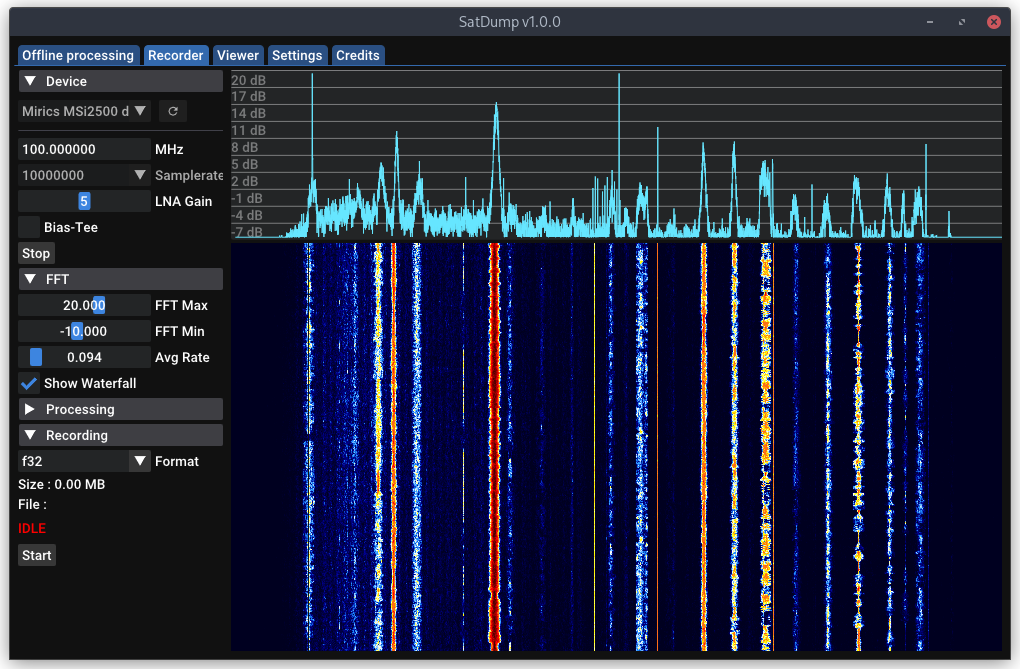 SatDump v1.0.0
Offline processing Recorder Viewer Settings Credits
Device
Mirics MSi2500 d
100.000000 MHz
10000000 Samplerate
5 LNA Gain
Bias-Tee
Stop
FFT
20.000 FFT Max
-10.000 FFT Min
0.094 Avg Rate
Show Waterfall
Processing
Recording
f32 Format
Size : 0.00 MB
File :
IDLE
Start
20 dB
17 dB
14 dB
11 dB
8 dB
5 dB
2 dB
-1 dB
-4 dB
-7 dB